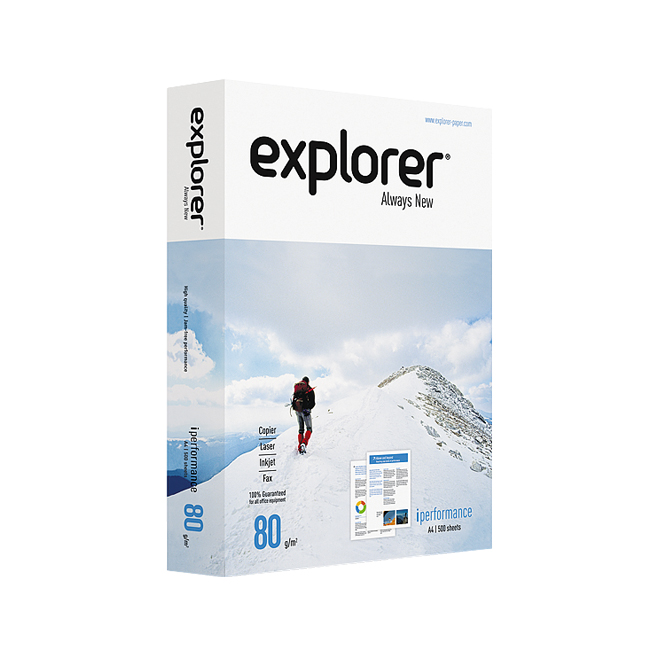 www.explorer-paper.com
explorer®
Always New
explorer®
Always New
High quality | Jam-free performance
iperformance
A4 | 500 sheets
80 g/m²
Copier
Laser
Inkjet
Fax
100% Guaranteed
for all office equipment
80 g/m²
iperformance
A4 | 500 sheets